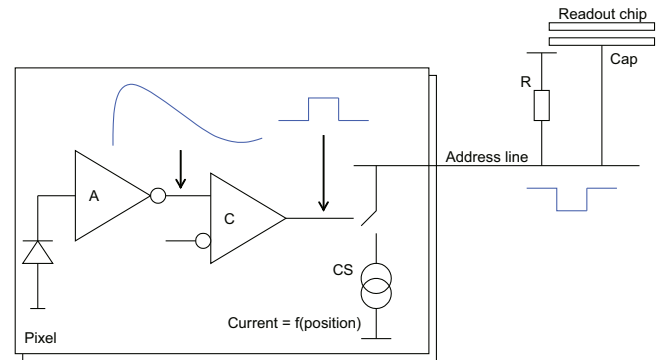 Readout chip
Cap
R
Address line
A
C
CS
Current = f(position)
Pixel